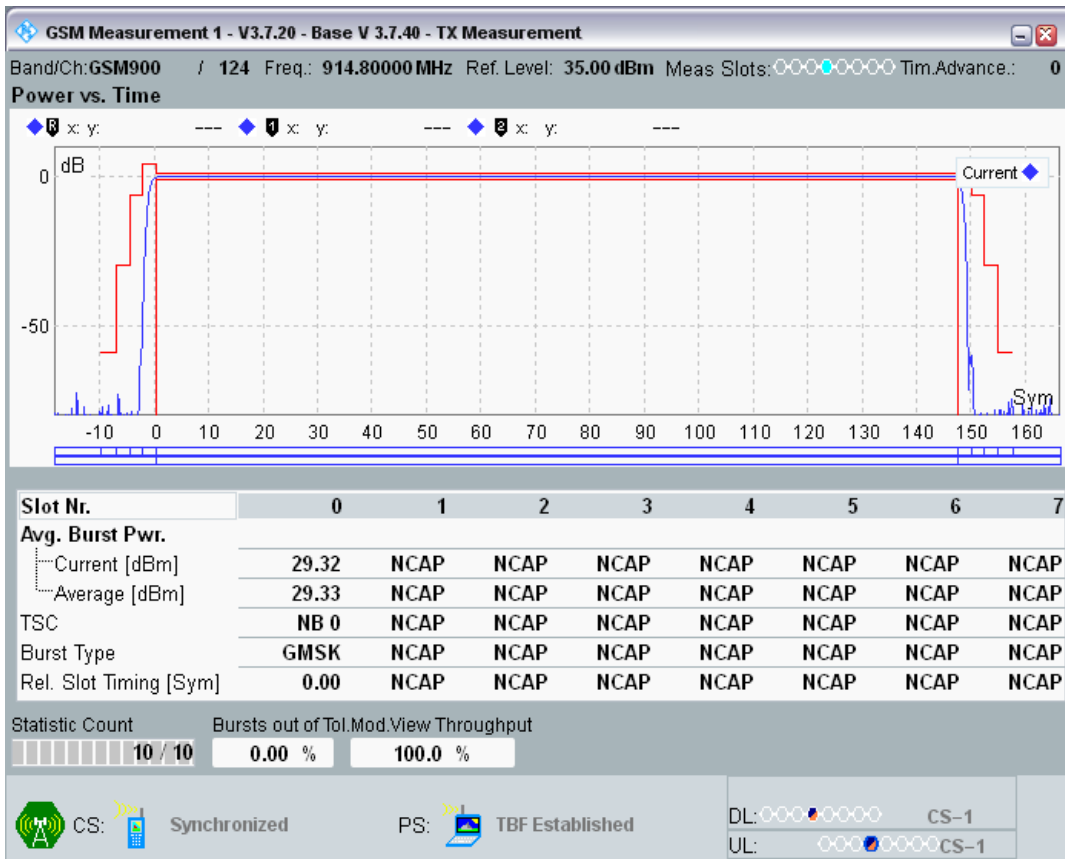 GSM Measurement 1 - V3.7.20 - Base V 3.7.40 - TX Measurement
Band/Ch:GSM900 / 124 Freq.: 914.80000 MHz Ref. Level: 35.00 dBm Meas Slots: Tim.Advance.: 0
Power vs. Time
R x: y: --- 1 x: y: --- 2 x: y: ---
dB
Current
0
-50
Sym
-10 0 10 20 30 40 50 60 70 80 90 100 110 120 130 140 150 160
Slot Nr. 0 1 2 3 4 5 6 7
Avg. Burst Pwr.
Current [dBm] 29.32 NCAP NCAP NCAP NCAP NCAP NCAP NCAP
Average [dBm] 29.33 NCAP NCAP NCAP NCAP NCAP NCAP NCAP
TSC NB 0 NCAP NCAP NCAP NCAP NCAP NCAP NCAP
Burst Type GMSK NCAP NCAP NCAP NCAP NCAP NCAP NCAP
Rel. Slot Timing [Sym] 0.00 NCAP NCAP NCAP NCAP NCAP NCAP NCAP
Statistic Count Bursts out of Tol.Mod.View Throughput
10 / 10 0.00 % 100.0 %
CS: Synchronized PS: TBF Established
DL: CS-1
UL: CS-1